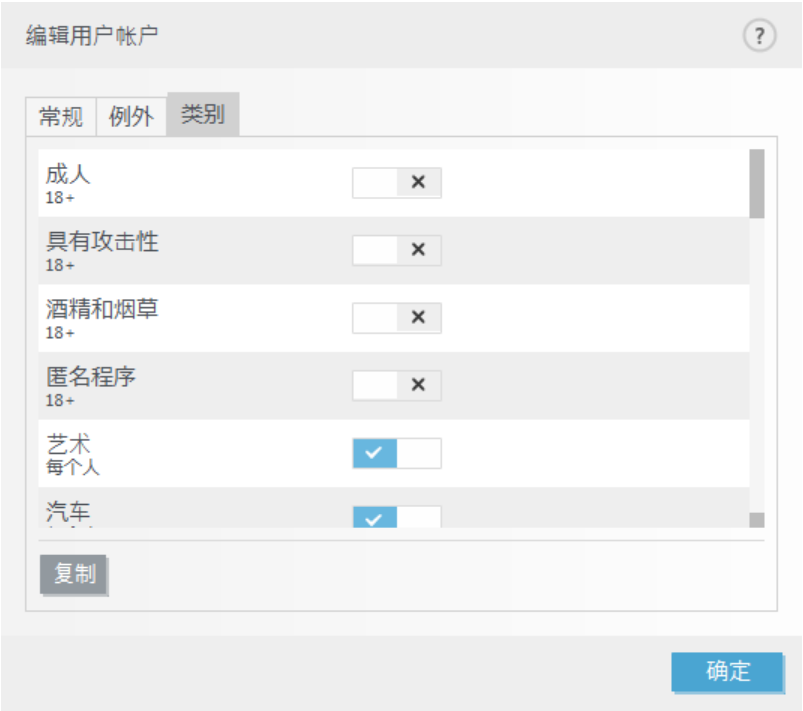 编辑用户帐户
?
常规 例外 类别
成人
18+
具有攻击性
18+
酒精和烟草
18+
匿名程序
18+
艺术
每个人
汽车
复制
确定